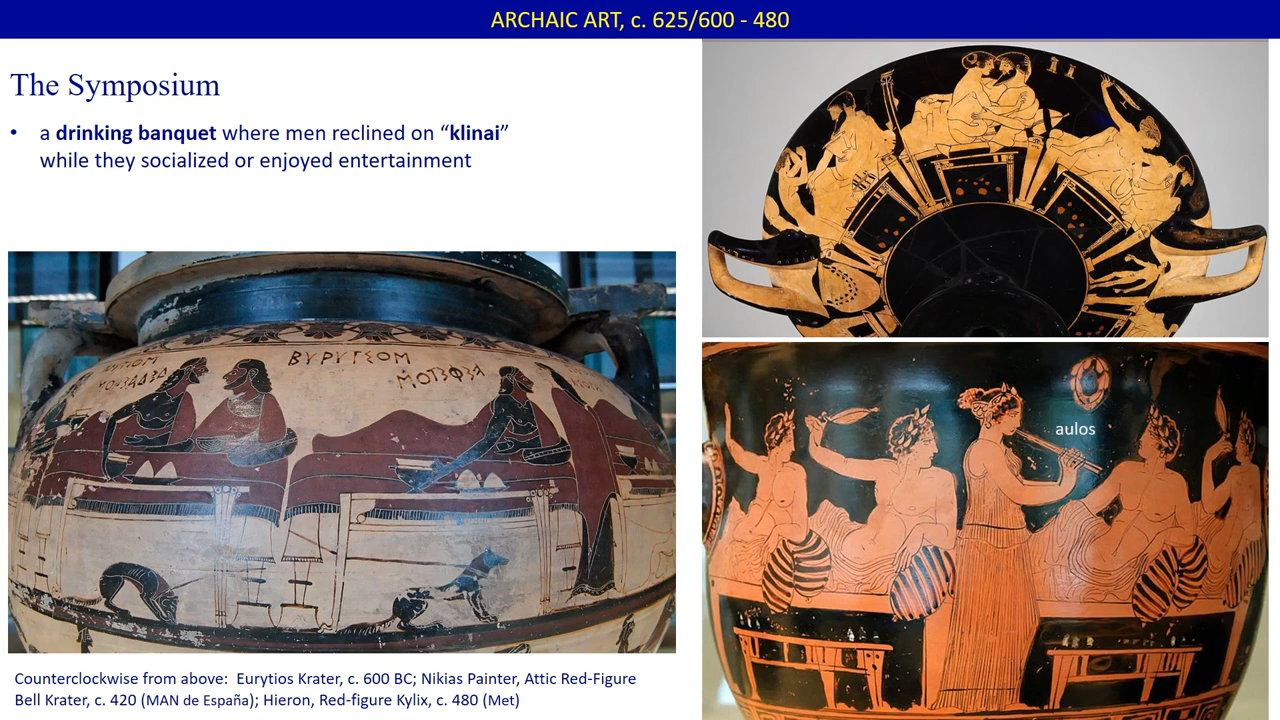 ARCHAIC ART, c. 625/600 - 480
The Symposium
• a drinking banquet where men reclined on “klinai”
while they socialized or enjoyed entertainment
aulos
Counterclockwise from above: Eurytios Krater, c. 600 BC; Nikias Painter, Attic Red-Figure
Bell Krater, c. 420 (MAN de España); Hieron, Red-figure Kylix, c. 480 (Met)